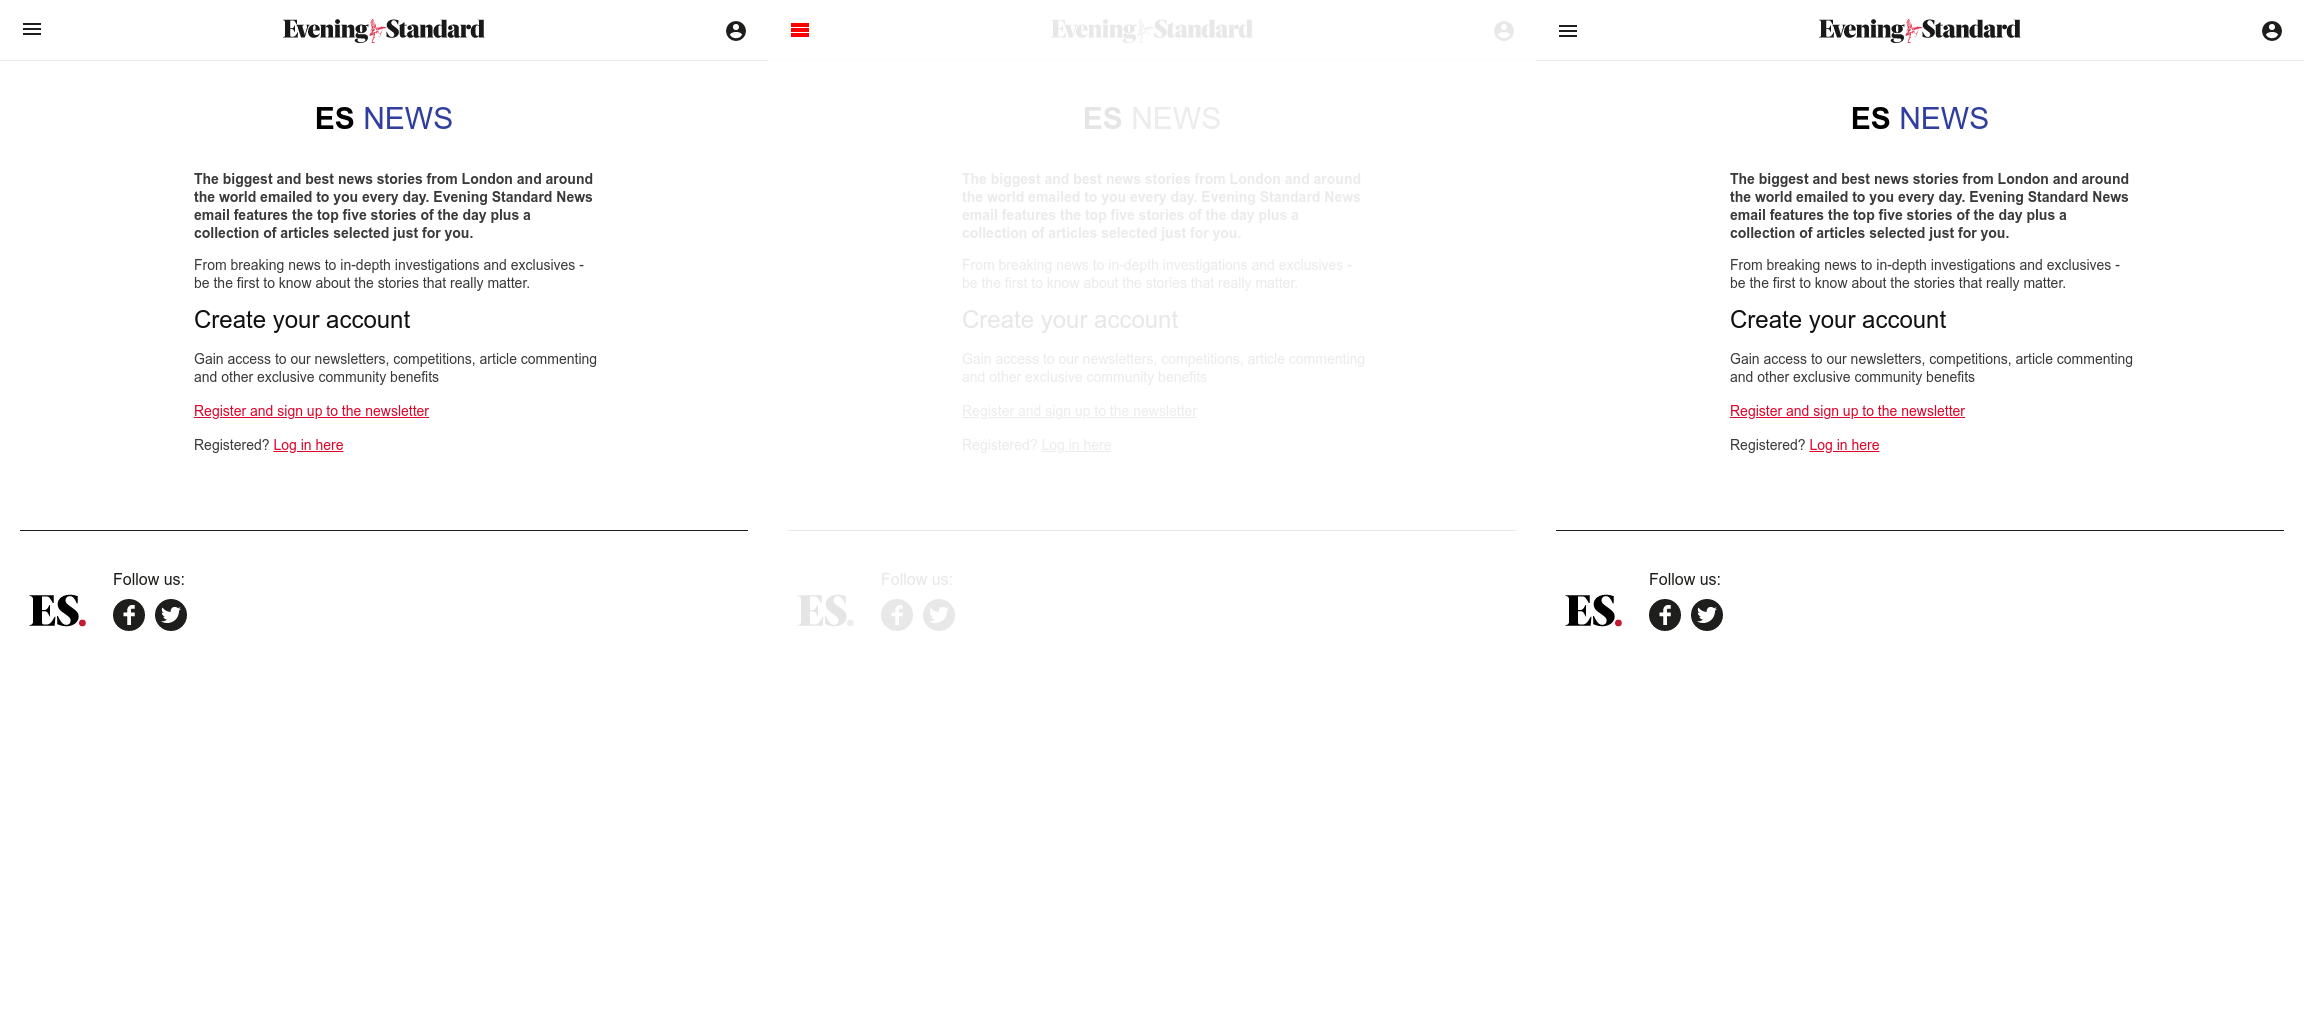 Evening Standard
ES NEWS
The biggest and best news stories from London and around
the world emailed to you every day. Evening Standard News
email features the top five stories of the day plus a
collection of articles selected just for you.
From breaking news to in-depth investigations and exclusives -
be the first to know about the stories that really matter.
Create your account
Gain access to our newsletters, competitions, article commenting
and other exclusive community benefits
Register and sign up to the newsletter
Registered? Log in here
Follow us:
ES.
Evening Standard
ES NEWS
The biggest and best news stories from London and around
the world emailed to you every day. Evening Standard News
email features the top five stories of the day plus a
collection of articles selected just for you.
From breaking news to in-depth investigations and exclusives -
be the first to know about the stories that really matter.
Create your account
Gain access to our newsletters, competitions, article commenting
and other exclusive community benefits
Register and sign up to the newsletter
Registered? Log in here
Follow us:
ES.
Evening Standard
ES NEWS
The biggest and best news stories from London and around
the world emailed to you every day. Evening Standard News
email features the top five stories of the day plus a
collection of articles selected just for you.
From breaking news to in-depth investigations and exclusives -
be the first to know about the stories that really matter.
Create your account
Gain access to our newsletters, competitions, article commenting
and other exclusive community benefits
Register and sign up to the newsletter
Registered? Log in here
Follow us:
ES.